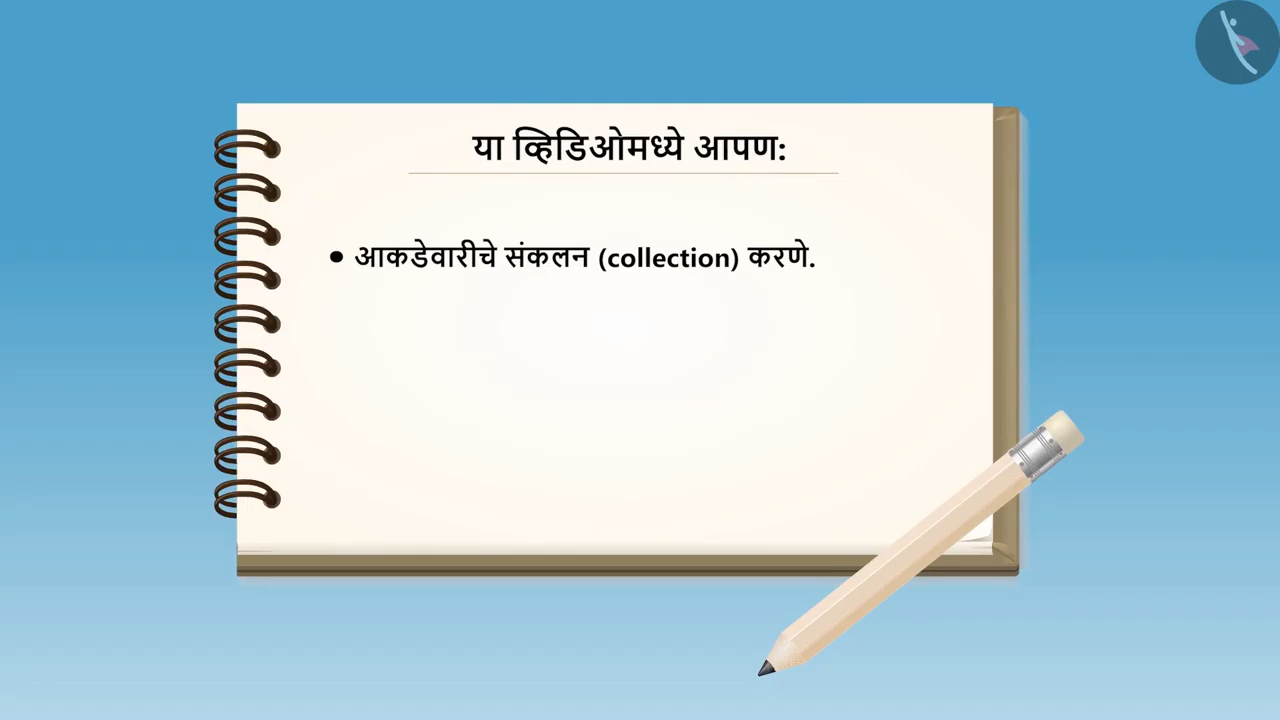 या व्हिडिओमध्ये आपण:
• आकडेवारीचे संकलन (collection) करणे.